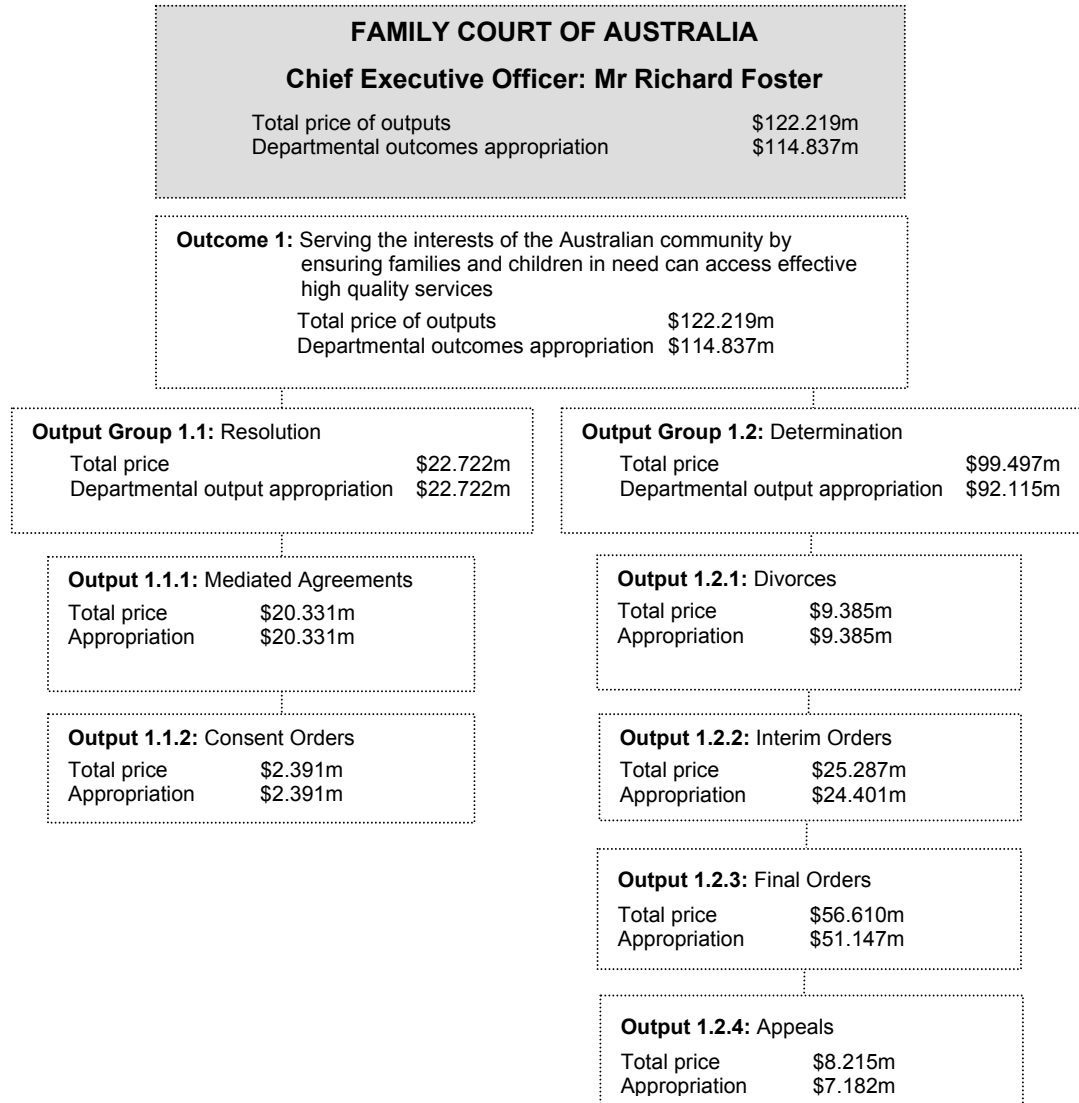 FAMILY COURT OF AUSTRALIA
Chief Executive Officer: Mr Richard Foster
Total price of outputs $122.219m
Departmental outcomes appropriation $114.837m
Outcome 1: Serving the interests of the Australian community by
ensuring families and children in need can access effective
high quality services
Total price of outputs $122.219m
Departmental outcomes appropriation $114.837m
Output Group 1.1: Resolution
Total price $22.722m
Departmental output appropriation $22.722m
Output Group 1.2: Determination
Total price $99.497m
Departmental output appropriation $92.115m
Output 1.1.1: Mediated Agreements
Total price $20.331m
Appropriation $20.331m
Output 1.2.1: Divorces
Total price $9.385m
Appropriation $9.385m
Output 1.1.2: Consent Orders
Total price $2.391m
Appropriation $2.391m
Output 1.2.2: Interim Orders
Total price $25.287m
Appropriation $24.401m
Output 1.2.3: Final Orders
Total price $56.610m
Appropriation $51.147m
Output 1.2.4: Appeals
Total price $8.215m
Appropriation $7.182m